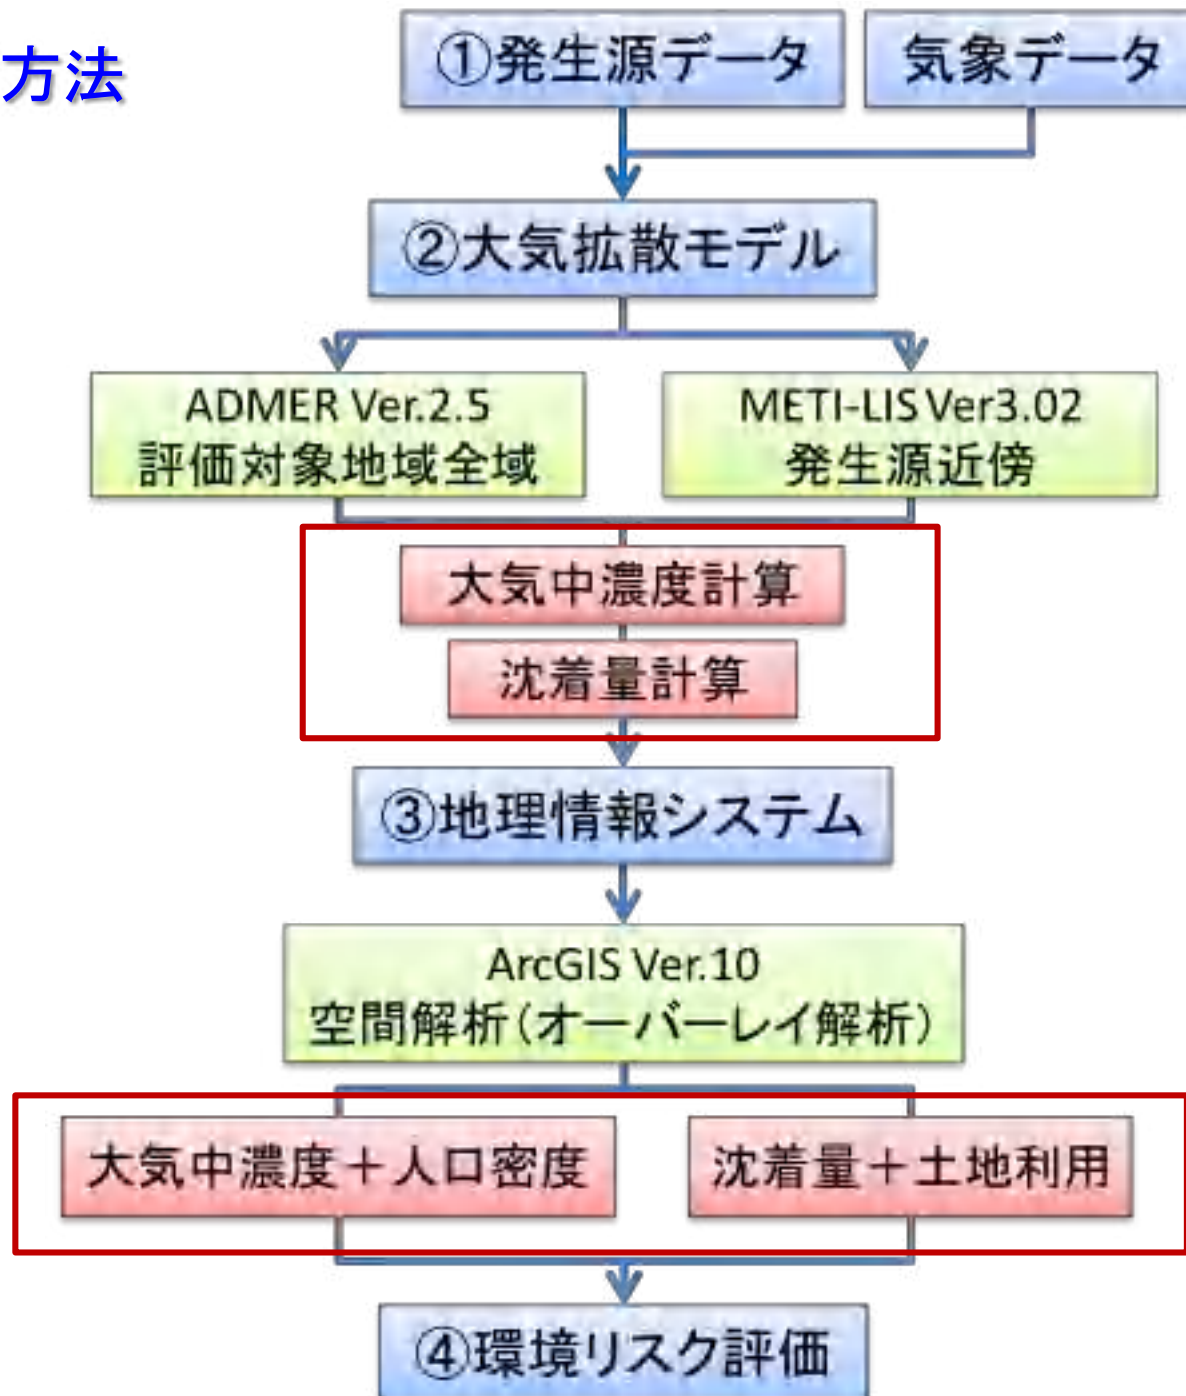 方法
①発生源データ
気象データ
②大気拡散モデル
ADMER Ver.2.5
評価対象地域全域
METI-LIS Ver3.02
発生源近傍
大気中濃度計算
沈着量計算
③地理情報システム
ArcGIS Ver.10
空間解析(オーバーレイ解析)
大気中濃度＋人口密度
沈着量＋土地利用
④環境リスク評価